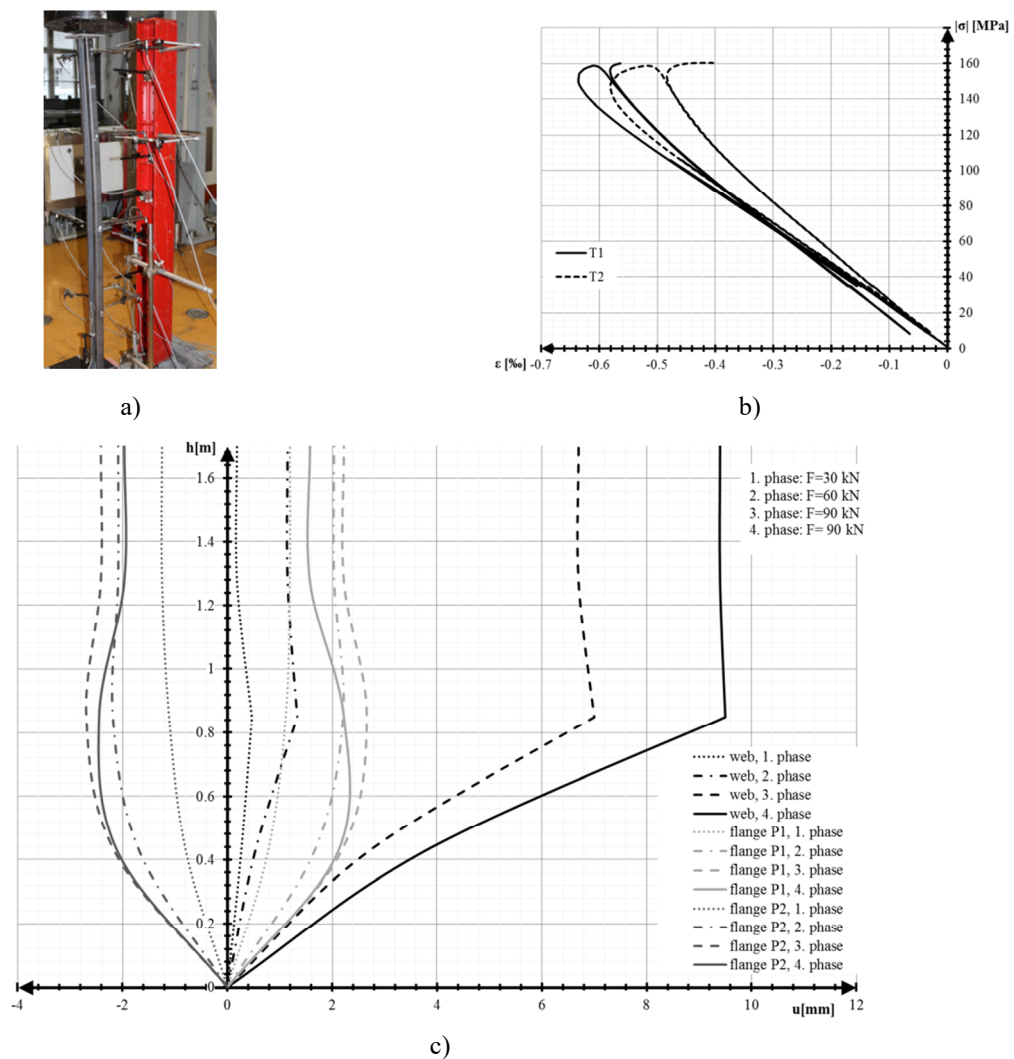 |σ| [MPa]
160
140
120
100
80
60
40
20
0
T1
T2
ε [‰] -0.7 -0.6 -0.5 -0.4 -0.3 -0.2 -0.1 0
a)
b)
h[m]
1.6
1.4
1.2
1
0.8
0.6
0.4
0.2
0
1. phase: F=30 kN
2. phase: F=60 kN
3. phase: F=90 kN
4. phase: F= 90 kN
web, 1. phase
web, 2. phase
web, 3. phase
web, 4. phase
flange P1, 1. phase
flange P1, 2. phase
flange P1, 3. phase
flange P1, 4. phase
flange P2, 1. phase
flange P2, 2. phase
flange P2, 3. phase
flange P2, 4. phase
-4 -2 0 2 4 6 8 10 12
u[mm]
c)